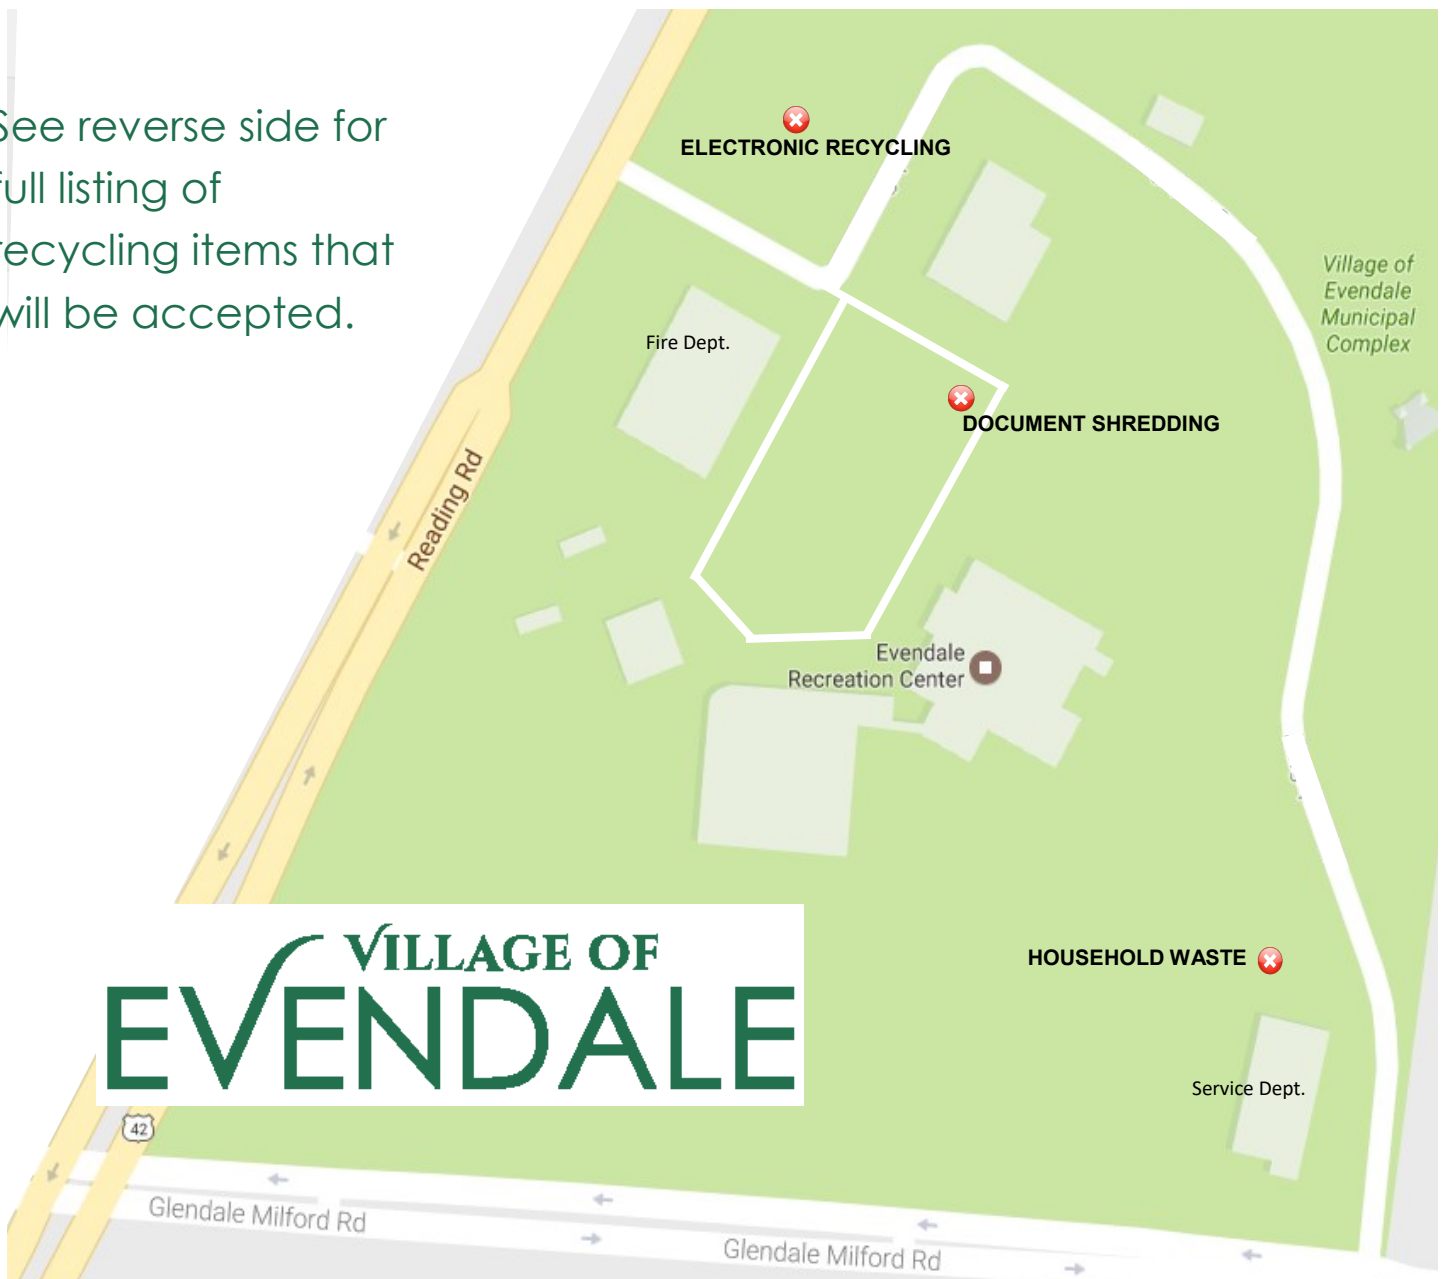 See reverse side for
full listing of
recycling items that
will be accepted.
ELECTRONIC RECYCLING
Village of
Evendale
Municipal
Complex
Fire Dept.
DOCUMENT SHREDDING
Reading Rd
Evendale
Recreation Center
VILLAGE OF
EVENDALE
HOUSEHOLD WASTE
Service Dept.
42
Glendale Milford Rd
Glendale Milford Rd